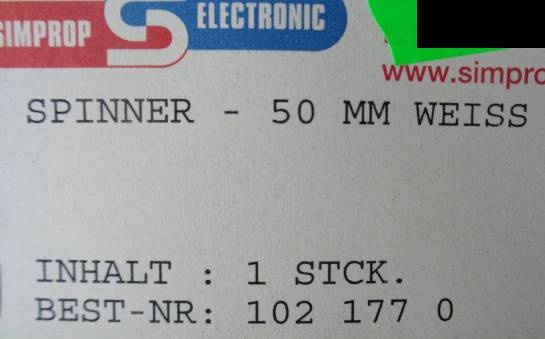 SIMPROP ELECTRONIC
www.simpro
SPINNER - 50 MM WEISS
INHALT : 1 STCK.
BEST-NR: 102 177 0